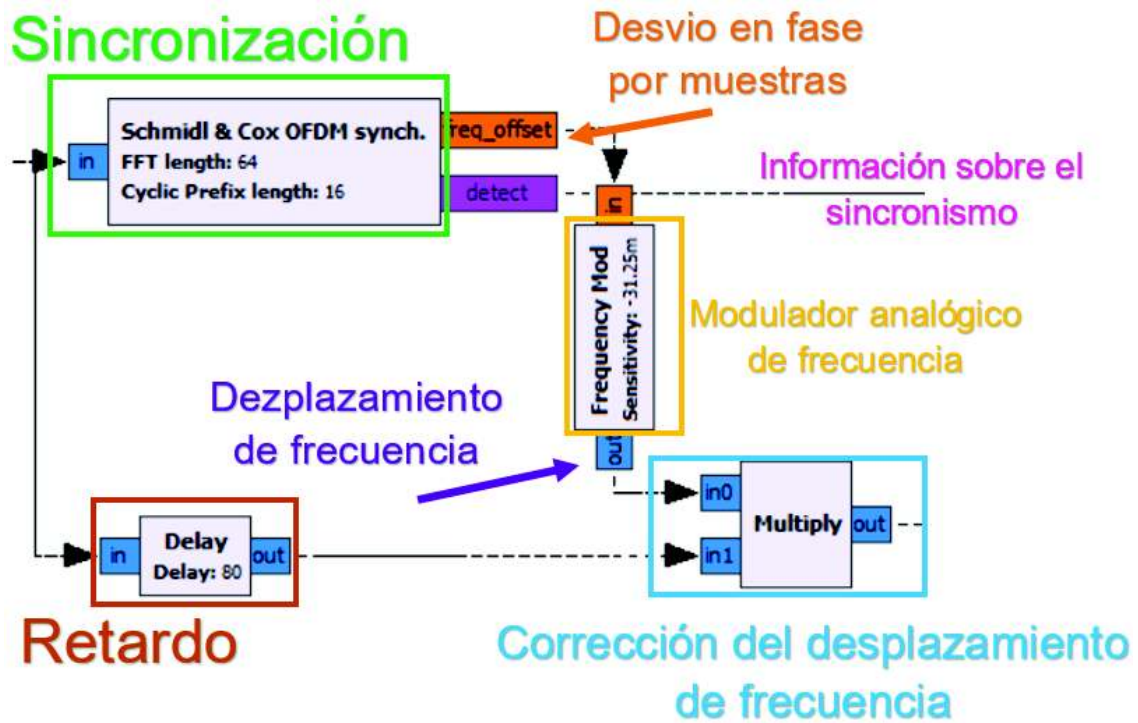 Sincronización
Desvio en fase
por muestras
Schmidl & Cox OFDM synch.
FFT length: 64
Cyclic Prefix length: 16
in
freq_offset
detect
Información sobre el
sincronismo
in
Frequency Mod
Sensitivity: -31.25m
out
Modulador analógico
de frecuencia
Dezplazamiento
de frecuencia
in
Delay
Delay: 80
out
in0
in1
Multiply
out
Retardo
Corrección del desplazamiento
de frecuencia